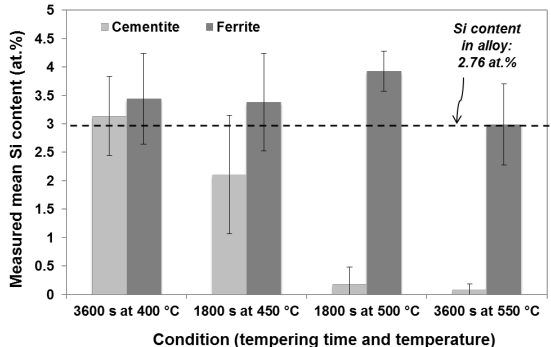 5
4.5
4
3.5
3
2.5
2
1.5
1
0.5
0
Measured mean Si content (at.%)
Cementite
Ferrite
Si content
in alloy:
2.76 at.%
3600 s at 400 °C
1800 s at 450 °C
1800 s at 500 °C
3600 s at 550 °C
Condition (tempering time and temperature)